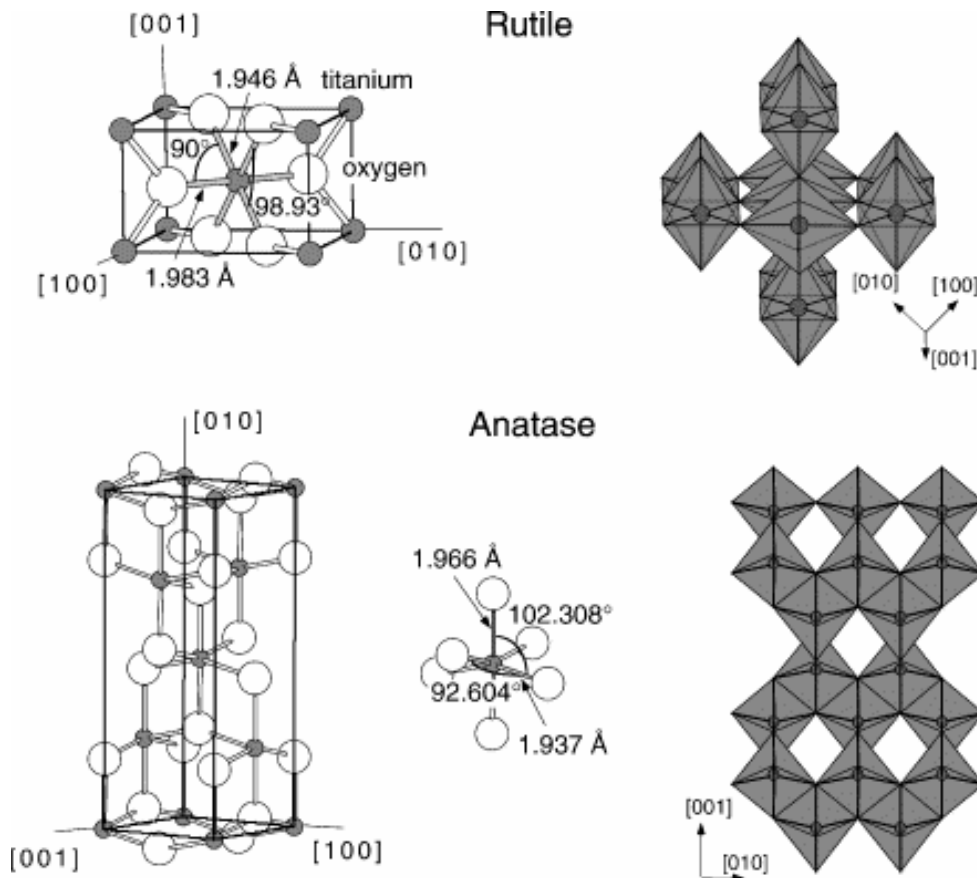 Rutile
[001]
1.946 Å
titanium
90°
oxygen
98.93°
[010]
[100]
1.983 Å
[010]
[100]
[001]
Anatase
[010]
1.966 Å
102.308°
92.604°
1.937 Å
[001]
[100]
[001]
[010]